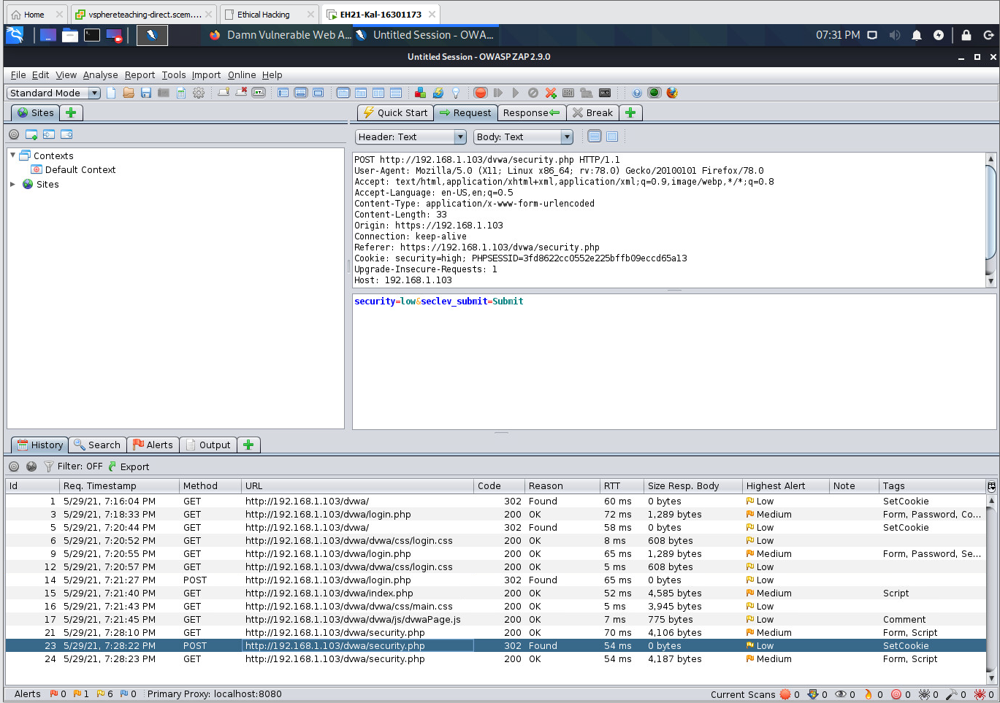 Home vsphereteaching-direct.scem.... Ethical Hacking EH21-Kal-16301173
Damn Vulnerable Web A... Untitled Session - OWA... 07:31 PM
Untitled Session - OWASP ZAP 2.9.0
File Edit View Analyse Report Tools Import Online Help
Standard Mode
Sites Quick Start Request Response Break
Header: Text Body: Text
Contexts
Default Context
Sites
POST http://192.168.1.103/dvwa/security.php HTTP/1.1
User-Agent: Mozilla/5.0 (X11; Linux x86_64; rv:78.0) Gecko/20100101 Firefox/78.0
Accept: text/html,application/xhtml+xml,application/xml;q=0.9,image/webp,*/*;q=0.8
Accept-Language: en-US,en;q=0.5
Content-Type: application/x-www-form-urlencoded
Content-Length: 33
Origin: https://192.168.1.103
Connection: keep-alive
Referer: https://192.168.1.103/dvwa/security.php
Cookie: security=high; PHPSESSID=3fd8622cc0552e225bffb09eccd65a13
Upgrade-Insecure-Requests: 1
Host: 192.168.1.103
security=low&seclev_submit=Submit
History Search Alerts Output
Filter: OFF Export
Id Req. Timestamp Method URL Code Reason RTT Size Resp. Body Highest Alert Note Tags
1 5/29/21, 7:16:04 PM GET http://192.168.1.103/dvwa/ 302 Found 60 ms 0 bytes Low SetCookie
3 5/29/21, 7:18:33 PM GET http://192.168.1.103/dvwa/login.php 200 OK 72 ms 1,289 bytes Medium Form, Password, Co...
5 5/29/21, 7:20:44 PM GET http://192.168.1.103/dvwa/ 302 Found 58 ms 0 bytes Low SetCookie
6 5/29/21, 7:20:52 PM GET http://192.168.1.103/dvwa/dvwa/css/login.css 200 OK 8 ms 608 bytes Low
9 5/29/21, 7:20:55 PM GET http://192.168.1.103/dvwa/login.php 200 OK 65 ms 1,289 bytes Medium Form, Password, Se...
12 5/29/21, 7:20:57 PM GET http://192.168.1.103/dvwa/dvwa/css/login.css 200 OK 5 ms 608 bytes Low
14 5/29/21, 7:21:27 PM POST http://192.168.1.103/dvwa/login.php 302 Found 65 ms 0 bytes Low
15 5/29/21, 7:21:40 PM GET http://192.168.1.103/dvwa/index.php 200 OK 52 ms 4,585 bytes Medium Script
16 5/29/21, 7:21:43 PM GET http://192.168.1.103/dvwa/dvwa/css/main.css 200 OK 5 ms 3,945 bytes Low
17 5/29/21, 7:21:45 PM GET http://192.168.1.103/dvwa/dvwa/js/dvwaPage.js 200 OK 7 ms 775 bytes Low Comment
21 5/29/21, 7:28:10 PM GET http://192.168.1.103/dvwa/security.php 200 OK 70 ms 4,106 bytes Medium Form, Script
23 5/29/21, 7:28:22 PM POST http://192.168.1.103/dvwa/security.php 302 Found 54 ms 0 bytes Low SetCookie
24 5/29/21, 7:28:23 PM GET http://192.168.1.103/dvwa/security.php 200 OK 54 ms 4,187 bytes Medium Form, Script
Alerts 0 1 6 0 Primary Proxy: localhost:8080 Current Scans 0 0 0 0 0 0 0 0